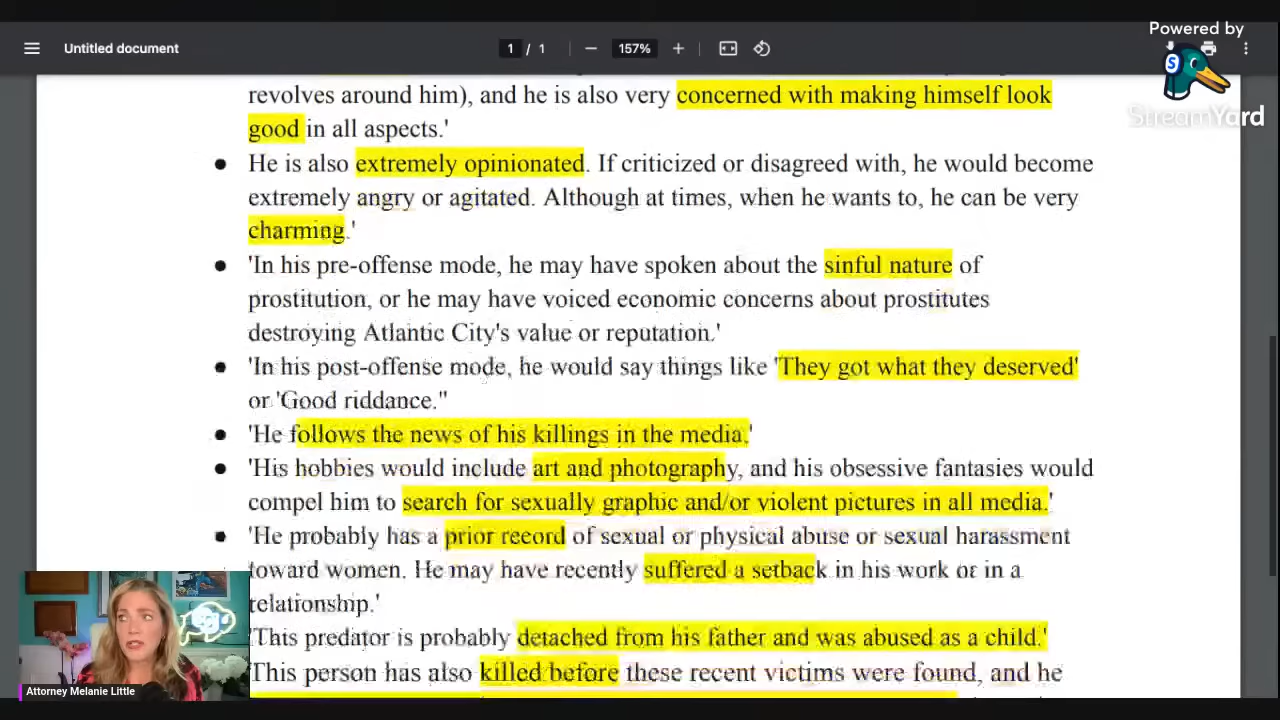 Powered by
Untitled document
1 / 1
157%
StreamYard
revolves around him), and he is also very concerned with making himself look
good in all aspects.'
● He is also extremely opinionated. If criticized or disagreed with, he would become
extremely angry or agitated. Although at times, when he wants to, he can be very
charming.'
● 'In his pre-offense mode, he may have spoken about the sinful nature of
prostitution, or he may have voiced economic concerns about prostitutes
destroying Atlantic City's value or reputation.'
● 'In his post-offense mode, he would say things like 'They got what they deserved'
or 'Good riddance."
● 'He follows the news of his killings in the media.'
● 'His hobbies would include art and photography, and his obsessive fantasies would
compel him to search for sexually graphic and/or violent pictures in all media.'
● 'He probably has a prior record of sexual or physical abuse or sexual harassment
toward women. He may have recently suffered a setback in his work or in a
relationship.'
'This predator is probably detached from his father and was abused as a child.'
'This person has also killed before these recent victims were found, and he
Attorney Melanie Little